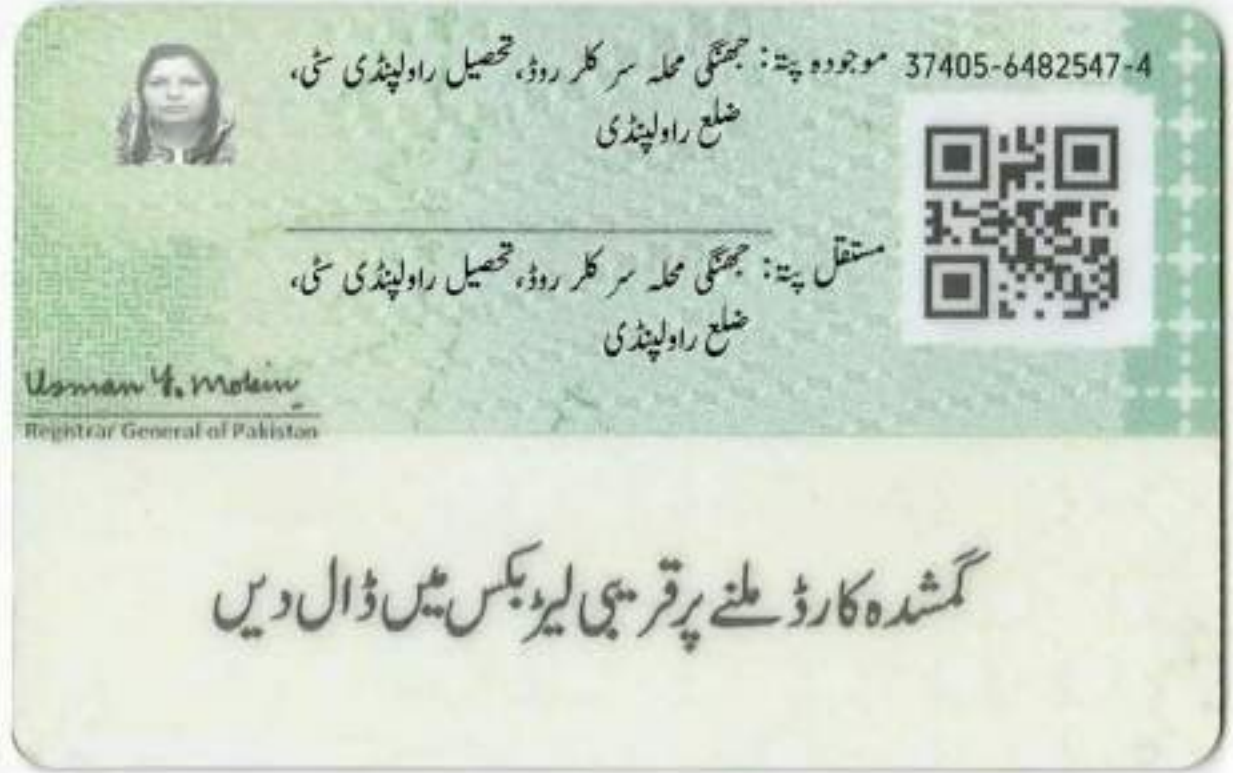 37405-6482547-4 موجودہ پتہ: جھنگی محلہ سر کلر روڈ، تحصیل راولپنڈی سٹی،
ضلع راولپنڈی
مستقل پتہ: جھنگی محلہ سر کلر روڈ، تحصیل راولپنڈی سٹی،
ضلع راولپنڈی
Usman Y. Mobin
Registrar General of Pakistan
گمشدہ کارڈ ملنے پر قریبی لیٹر بکس میں ڈال دیں